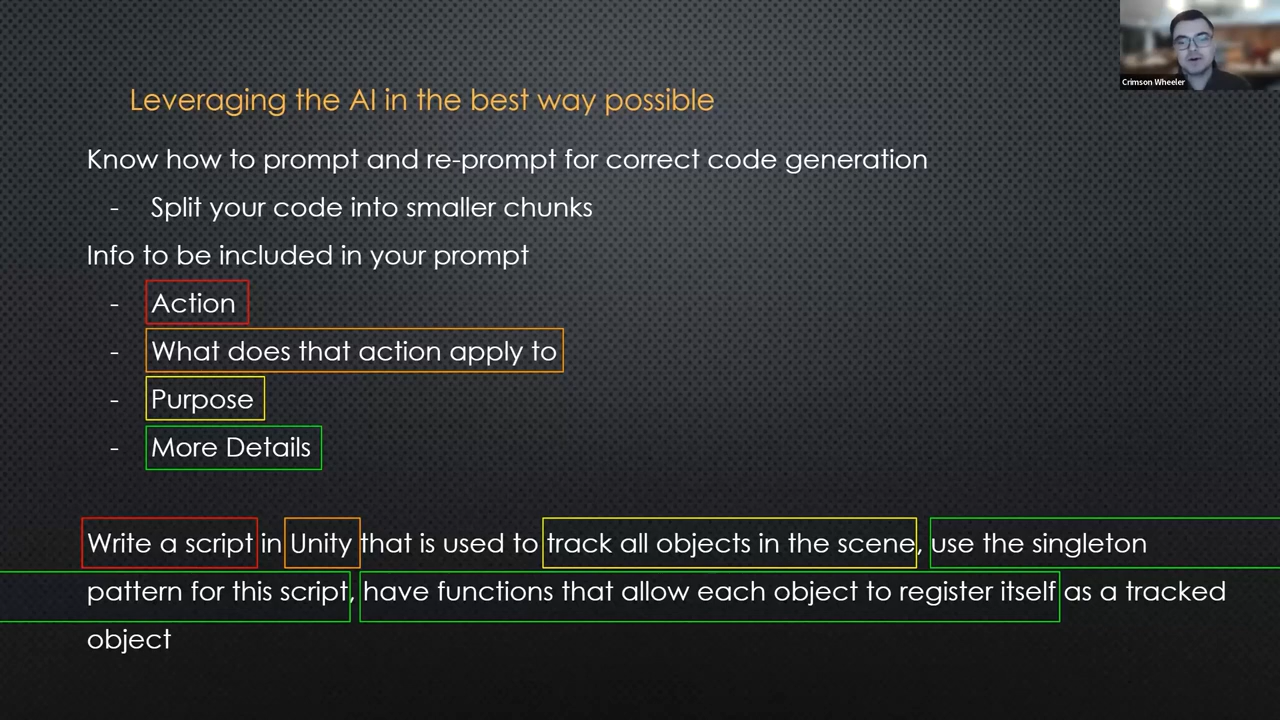 Crimson Wheeler
Leveraging the AI in the best way possible
Know how to prompt and re-prompt for correct code generation
- Split your code into smaller chunks
Info to be included in your prompt
- Action
- What does that action apply to
- Purpose
- More Details
Write a script in Unity that is used to track all objects in the scene, use the singleton
pattern for this script, have functions that allow each object to register itself as a tracked
object